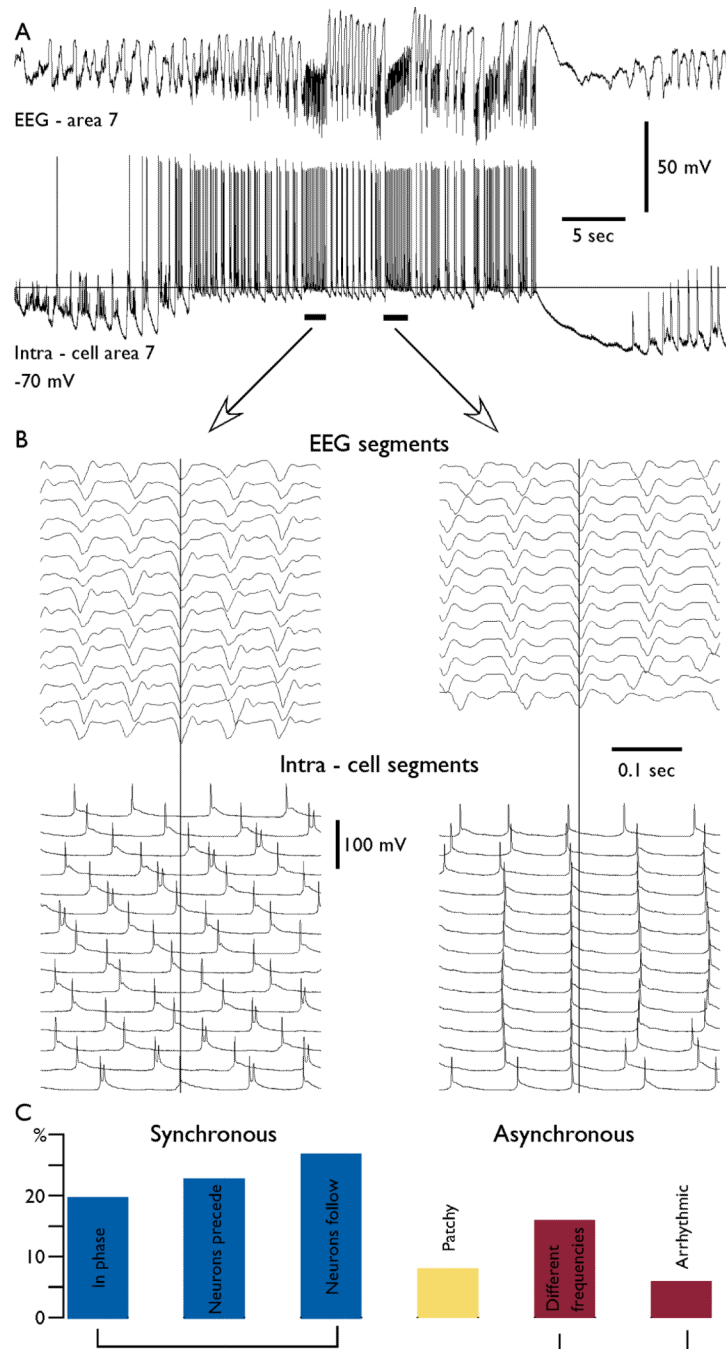 A
EEG - area 7
50 mV
5 sec
Intra - cell area 7
-70 mV
B
EEG segments
Intra - cell segments
0.1 sec
100 mV
C
%
Synchronous
Asynchronous
20
10
0
In phase
Neurons precede
Neurons follow
Patchy
Different
frequencies
Arrhythmic